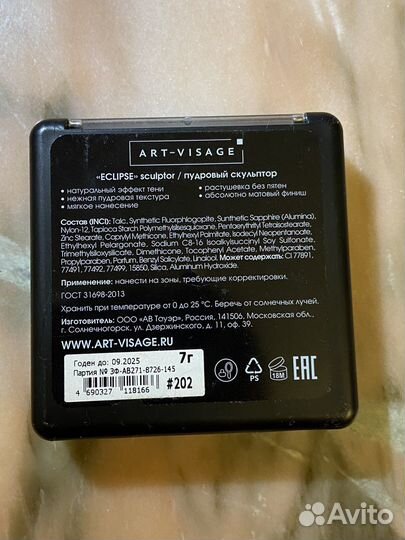 ART-VISAGE
«ECLIPSE» sculptor / пудровый скульптор
• натуральный эффект тени • растушевка без пятен
• нежная пудровая текстура • абсолютно матовый финиш
• мягкое нанесение
Состав (INCI): Talc, Synthetic Fluorphlogopite, Sunthetic Sapphire (Alumina),
Nylon-12, Tapioca Starch Polymethylsilsesquioxane, Pentaerythrityl Tetraisostearate,
Zinc Stearate, Caprylyl Methicone, Ethylhexyl Palmitate, Isodicyl Neopentanoate,
Ethylhexyl Pelargonate, Sodium C8-16 Isoalkylsuccinyl Soy Sulfonate,
Trimethylsiloxysilicate, Dimethicone, Tocopheryl Acetate, Methylparaben,
Propylparaben, Parfum, Benzyl Salicylate, Linalool. Может содержать: CI 77891,
77491, 77492, 77499, 15850, Silica, Aluminum Hydroxide.
Применение: нанести на зоны, требующие корректировки.
ГОСТ 31698-2013
Хранить при температуре от 0 до 25 °С. Беречь от солнечных лучей.
Изготовитель: ООО «АВ Тауэр», Россия, 141506, Московская обл.,
г. Солнечногорск, ул. Дзержинского, д. 11, оф. 39.
WWW.ART-VISAGE.RU
Годен до: 09.2025 7г
Партия № ЗФ-АВ271-8726-145
4 690327 118166 #202
PS
18M
EAC
Avito